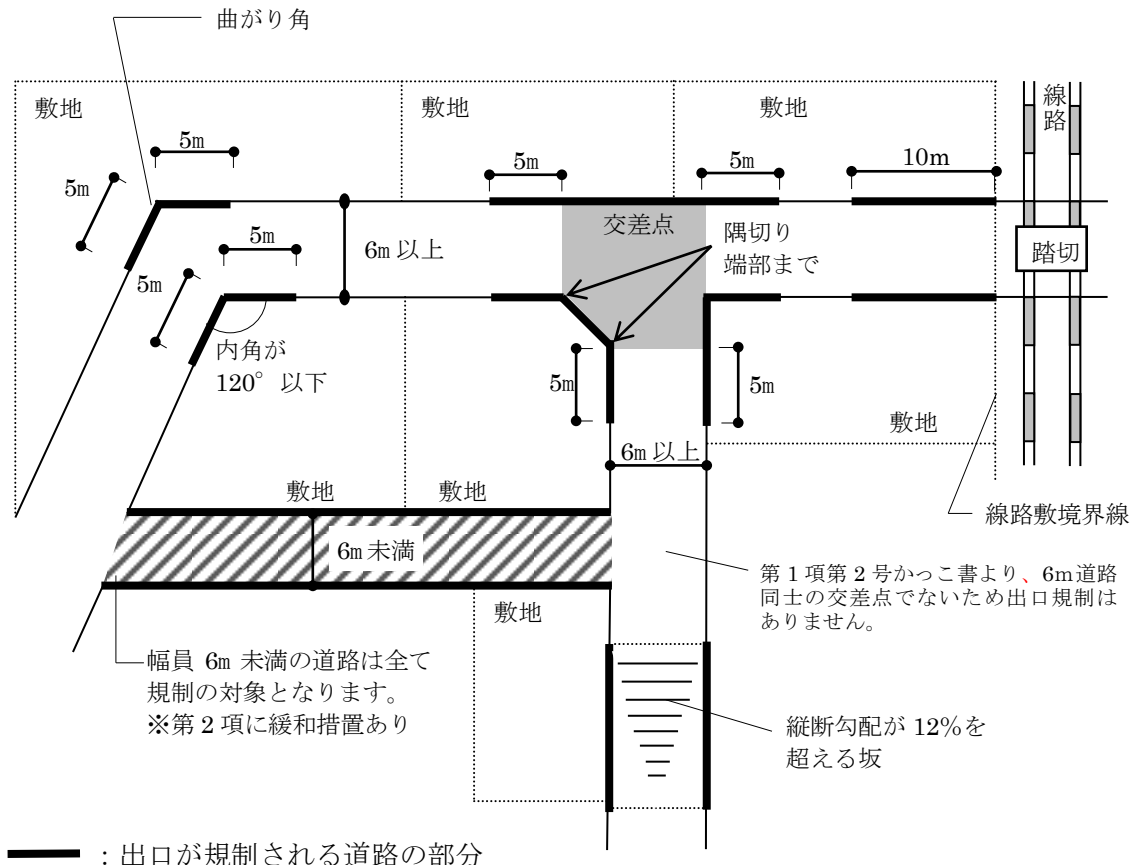 曲がり角
敷地
敷地
敷地
線路
5m
5m
5m
10m
5m
交差点
隅切り
端部まで
5m
6m 以上
踏切
5m
内角が
120° 以下
5m
5m
敷地
6m 以上
敷地
敷地
線路敷境界線
6m 未満
第 1 項第 2 号かっこ書より、6m道路
同士の交差点でないため出口規制は
ありません。
敷地
幅員 6m 未満の道路は全て
規制の対象となります。
※第 2 項に緩和措置あり
縦断勾配が 12%を
超える坂
：出口が規制される道路の部分